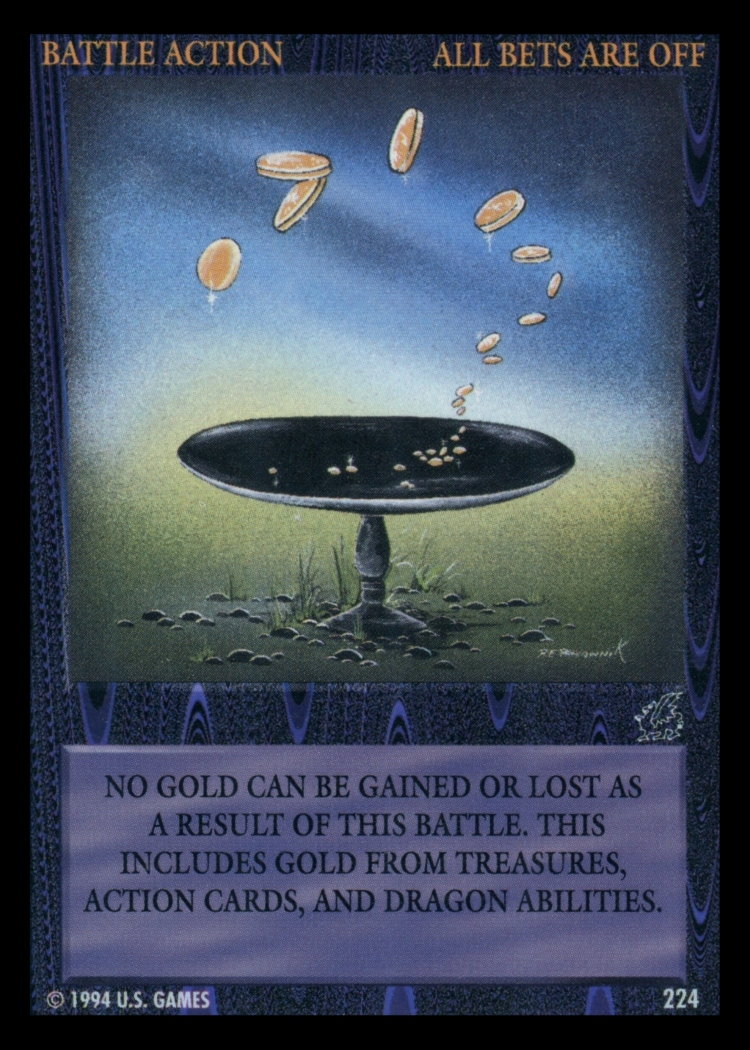 BATTLE ACTION
ALL BETS ARE OFF
NO GOLD CAN BE GAINED OR LOST AS
A RESULT OF THIS BATTLE. THIS
INCLUDES GOLD FROM TREASURES,
ACTION CARDS, AND DRAGON ABILITIES.
© 1994 U.S. GAMES
224